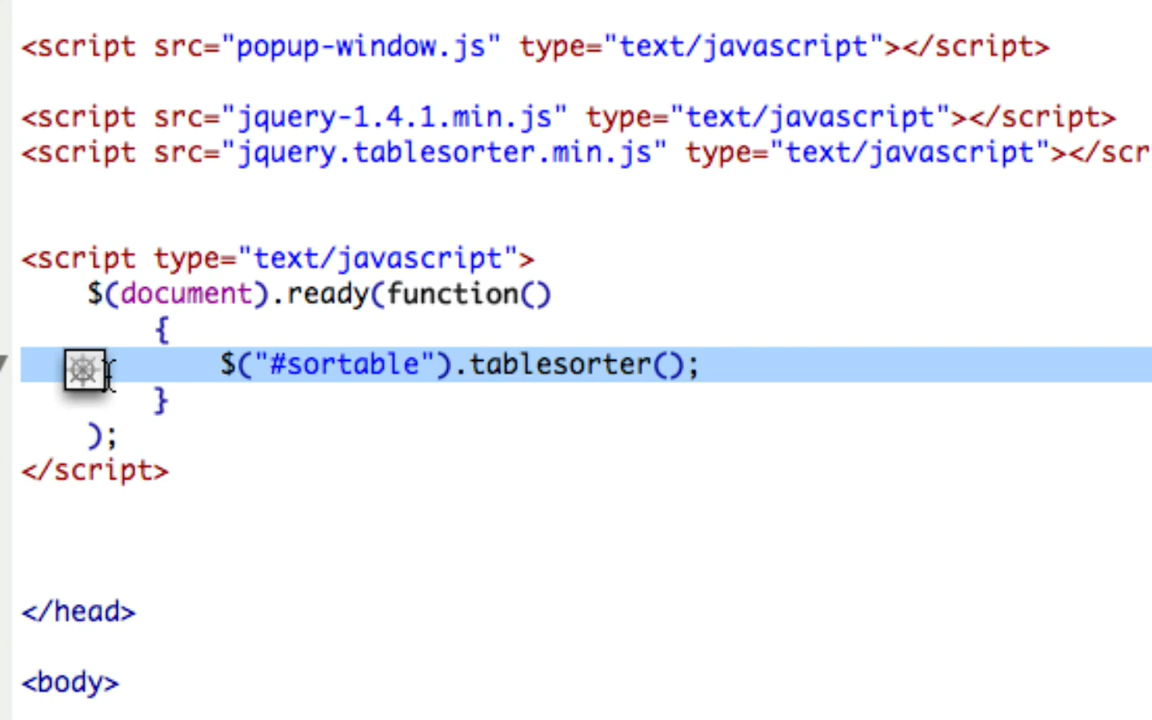 <script src="popup-window.js" type="text/javascript"></script>
<script src="jquery-1.4.1.min.js" type="text/javascript"></script>
<script src="jquery.tablesorter.min.js" type="text/javascript"></scr
<script type="text/javascript">
$(document).ready(function()
{
$("#sortable").tablesorter();
}
);
</script>
</head>
<body>